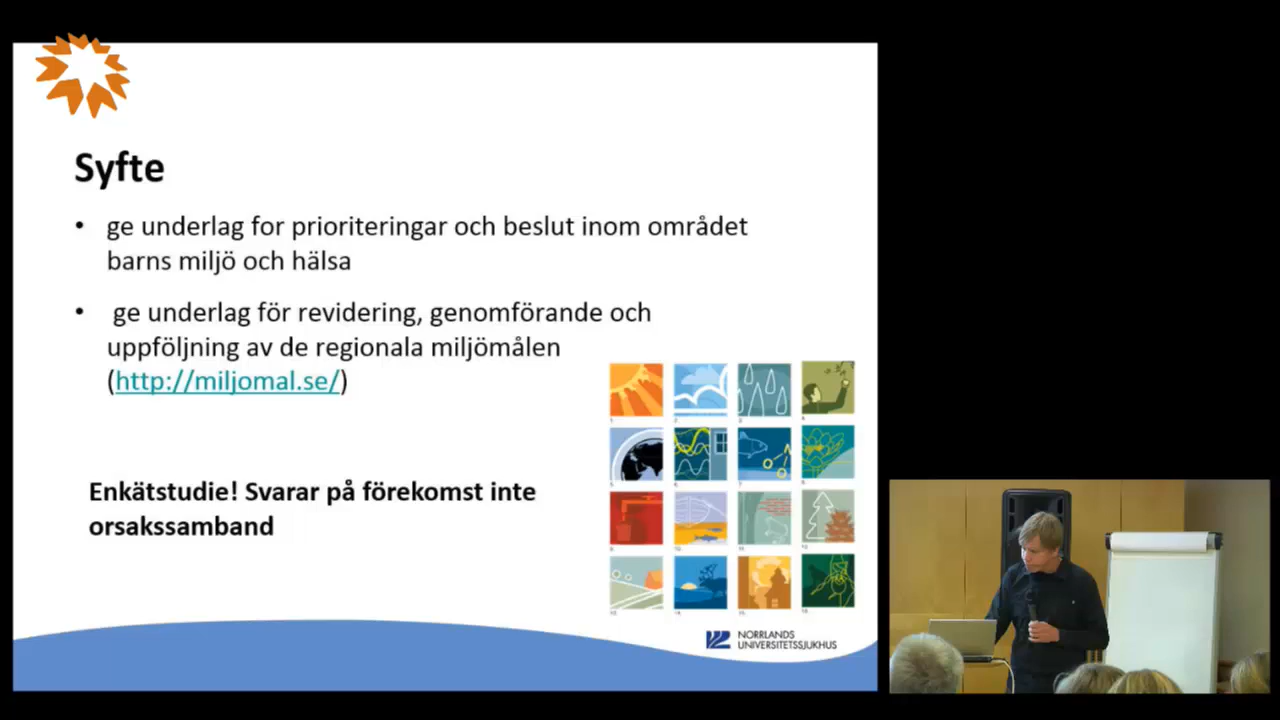 Syfte
• ge underlag for prioriteringar och beslut inom området
barns miljö och hälsa
• ge underlag för revidering, genomförande och
uppföljning av de regionala miljömålen
(http://miljomal.se/)
Enkätstudie! Svarar på förekomst inte
orsakssamband
NORRLANDS
UNIVERSITETSSJUKHUS